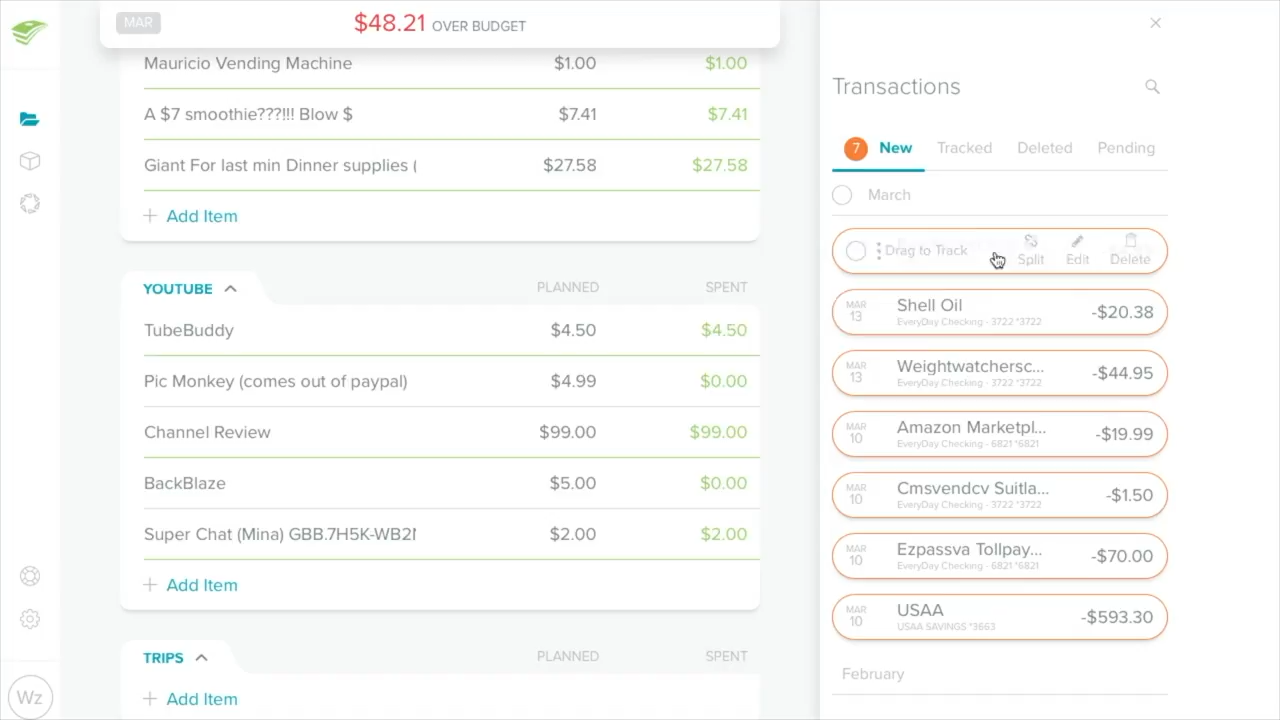 MAR
$48.21 OVER BUDGET
Mauricio Vending Machine $1.00 $1.00
A $7 smoothie???!!! Blow $ $7.41 $7.41
Giant For last min Dinner supplies ( $27.58 $27.58
+ Add Item
YOUTUBE PLANNED SPENT
TubeBuddy $4.50 $4.50
Pic Monkey (comes out of paypal) $4.99 $0.00
Channel Review $99.00 $99.00
BackBlaze $5.00 $0.00
Super Chat (Mina) GBB.7H5K-WB2 $2.00 $2.00
+ Add Item
TRIPS PLANNED SPENT
+ Add Item
Wz
Transactions
7 New Tracked Deleted Pending
March
Drag to Track Split Edit Delete
MAR 13 Shell Oil -$20.38
EveryDay Checking - 3722 *3722
MAR 13 Weightwatchersc... -$44.95
EveryDay Checking - 3722 *3722
MAR 10 Amazon Marketpl... -$19.99
EveryDay Checking - 6821 *6821
MAR 10 Cmsvendcv Suitla... -$1.50
EveryDay Checking - 3722 *3722
MAR 10 Ezpassva Tollpay... -$70.00
EveryDay Checking - 6821 *6821
MAR 10 USAA -$593.30
USAA SAVINGS *3663
February